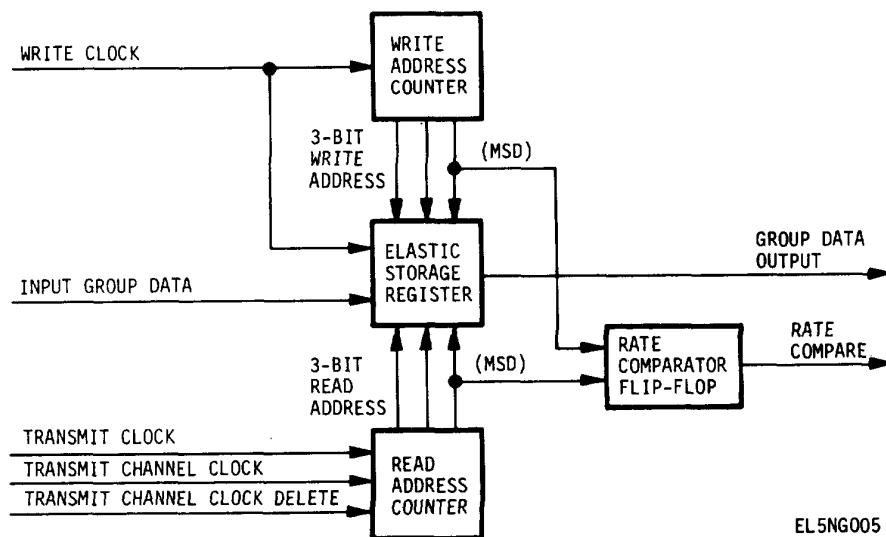 WRITE CLOCK
WRITE
ADDRESS
COUNTER
3-BIT
WRITE
ADDRESS
(MSD)
INPUT GROUP DATA
ELASTIC
STORAGE
REGISTER
GROUP DATA
OUTPUT
3-BIT
READ
ADDRESS
(MSD)
RATE
COMPARATOR
FLIP-FLOP
RATE
COMPARE
TRANSMIT CLOCK
TRANSMIT CHANNEL CLOCK
TRANSMIT CHANNEL CLOCK DELETE
READ
ADDRESS
COUNTER
EL5NG005